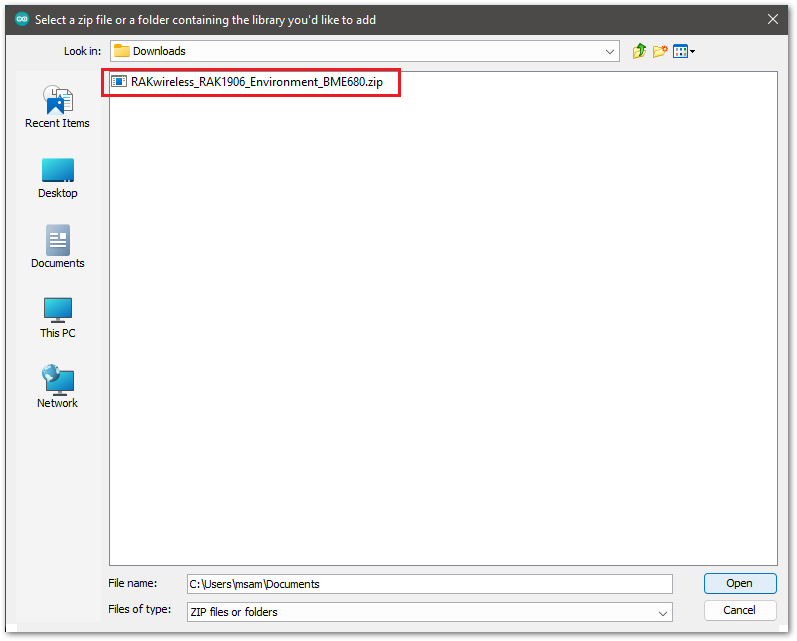 Select a zip file or a folder containing the library you'd like to add
Look in:
Downloads
RAKwireless_RAK1906_Environment_BME680.zip
Recent Items
Desktop
Documents
This PC
Network
File name:
C:\Users\msam\Documents
Open
Files of type:
ZIP files or folders
Cancel